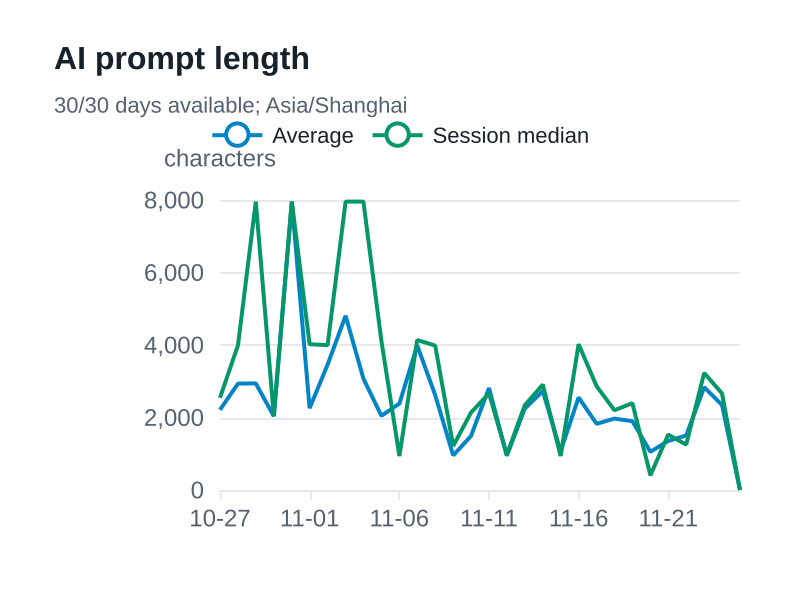 AI prompt length
30/30 days available; Asia/Shanghai
Average Session median
characters
8,000
6,000
4,000
2,000
0
10-27 11-01 11-06 11-11 11-16 11-21